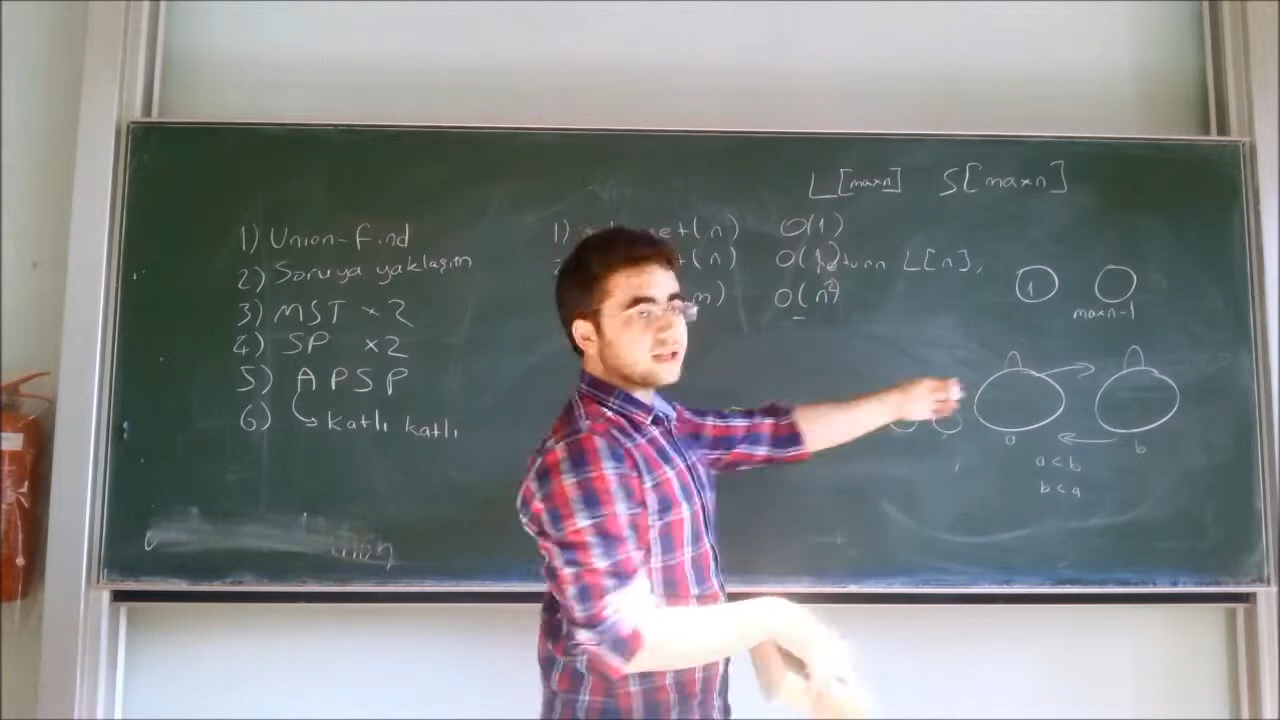 L[maxn] S[maxn]
1) Union-find
2) Soruya yaklaşım
3) MST x2
4) SP x2
5) APSP
6) katlı katlı
1) et(n) O(1)
t(n) O(1) return L[n],
m) O(n²)
1
maxn-1
a
b
a<b
b<a